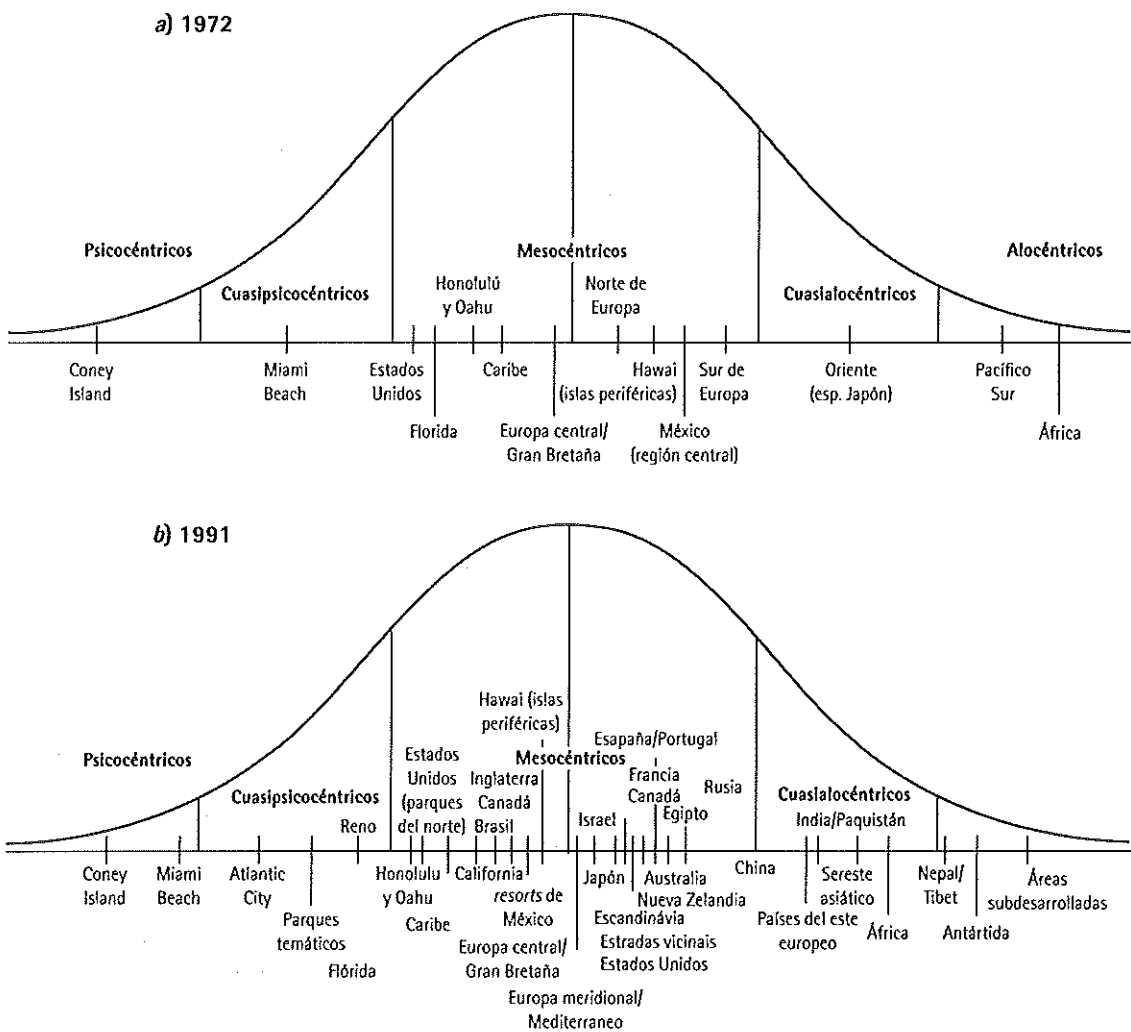 a) 1972
Psicocéntricos
Cuasipsicocéntricos
Mesocéntricos
Cuasialocéntricos
Alocéntricos
Honolulú
y Oahu
Norte de
Europa
Coney
Island
Miami
Beach
Estados
Unidos
Caribe
Hawai
(islas periféricas)
Sur de
Europa
Oriente
(esp. Japón)
Pacífico
Sur
Florida
Europa central/
Gran Bretaña
México
(región central)
África
b) 1991
Psicocéntricos
Cuasipsicocéntricos
Mesocéntricos
Cuasialocéntricos
Hawai (islas
periféricas)
Estados
Unidos
(parques
del norte)
Inglaterra
Canadá
Brasil
Esapaña/Portugal
Francia
Canadá
Rusia
India/Paquistán
Reno
Israel
Egipto
Coney
Island
Miami
Beach
Atlantic
City
Honolulu
y Oahu
California
resorts de
México
Japón
Australia
Nueva Zelandia
China
Sereste
asiático
Nepal/
Tibet
Áreas
subdesarrolladas
Parques
temáticos
Flórida
Caribe
Europa central/
Gran Bretaña
Europa meridional/
Mediterraneo
Escandinávia
Estradas vicinais
Estados Unidos
Países del este
europeo
África
Antártida